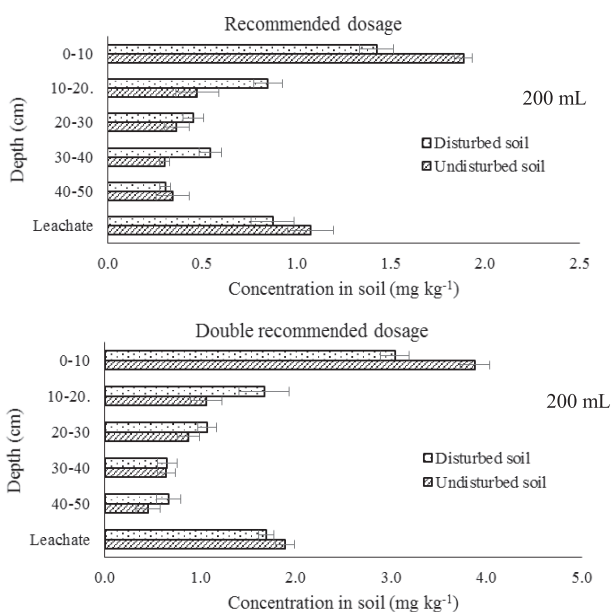 Recommended dosage
0-10
10-20.
20-30
30-40
40-50
Leachate
Depth (cm)
200 mL
Disturbed soil
Undisturbed soil
0.0 0.5 1.0 1.5 2.0 2.5
Concentration in soil (mg kg⁻¹)
Double recommended dosage
0-10
10-20.
20-30
30-40
40-50
Leachate
Depth (cm)
200 mL
Disturbed soil
Undisturbed soil
0.0 1.0 2.0 3.0 4.0 5.0
Concentration in soil (mg kg⁻¹)